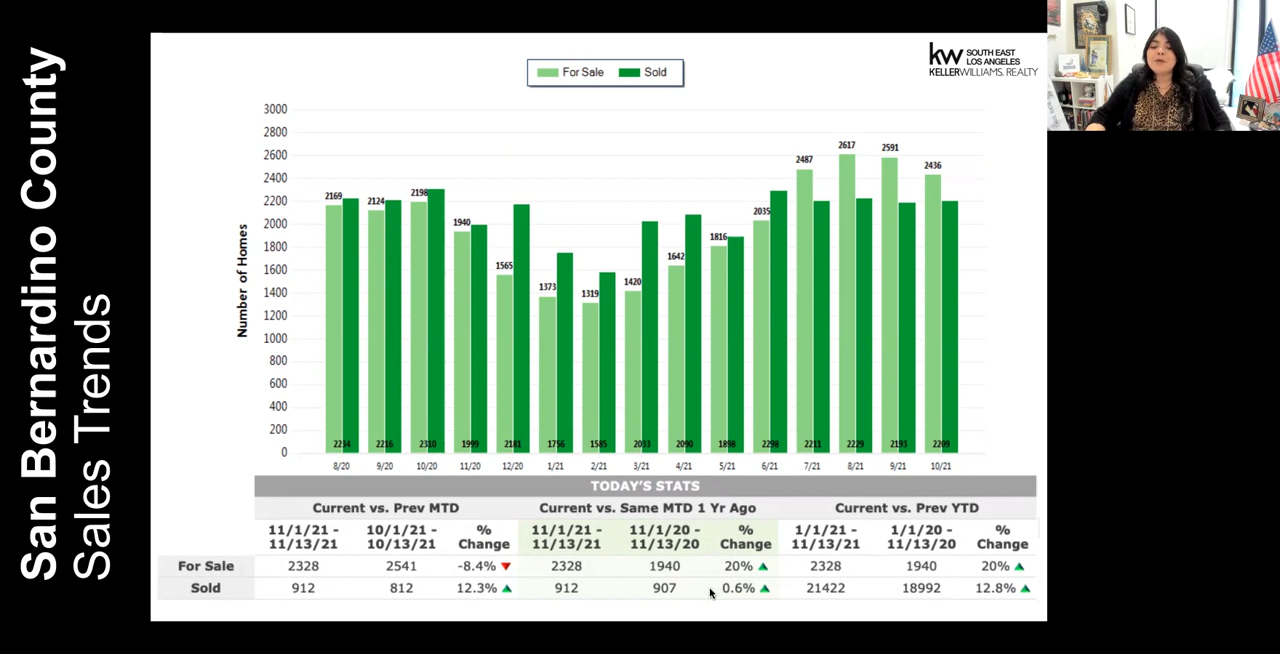 San Bernardino County
Sales Trends
For Sale Sold
kw SOUTH EAST
LOS ANGELES
KELLERWILLIAMS. REALTY
Number of Homes
3000
2800
2600
2400
2200
2000
1800
1600
1400
1200
1000
800
600
400
200
0
2169 2124 2198 1940 1565 1373 1319 1420 1642 1816 2035 2487 2617 2591 2436
2234 2216 2310 1999 2181 1756 1585 2033 2090 1898 2298 2211 2229 2193 2209
8/20 9/20 10/20 11/20 12/20 1/21 2/21 3/21 4/21 5/21 6/21 7/21 8/21 9/21 10/21
TODAY'S STATS
Current vs. Prev MTD Current vs. Same MTD 1 Yr Ago Current vs. Prev YTD
11/1/21 - 10/1/21 - % 11/1/21 - 11/1/20 - % 1/1/21 - 1/1/20 - %
11/13/21 10/13/21 Change 11/13/21 11/13/20 Change 11/13/21 11/13/20 Change
For Sale 2328 2541 -8.4% 2328 1940 20% 2328 1940 20%
Sold 912 812 12.3% 912 907 0.6% 21422 18992 12.8%